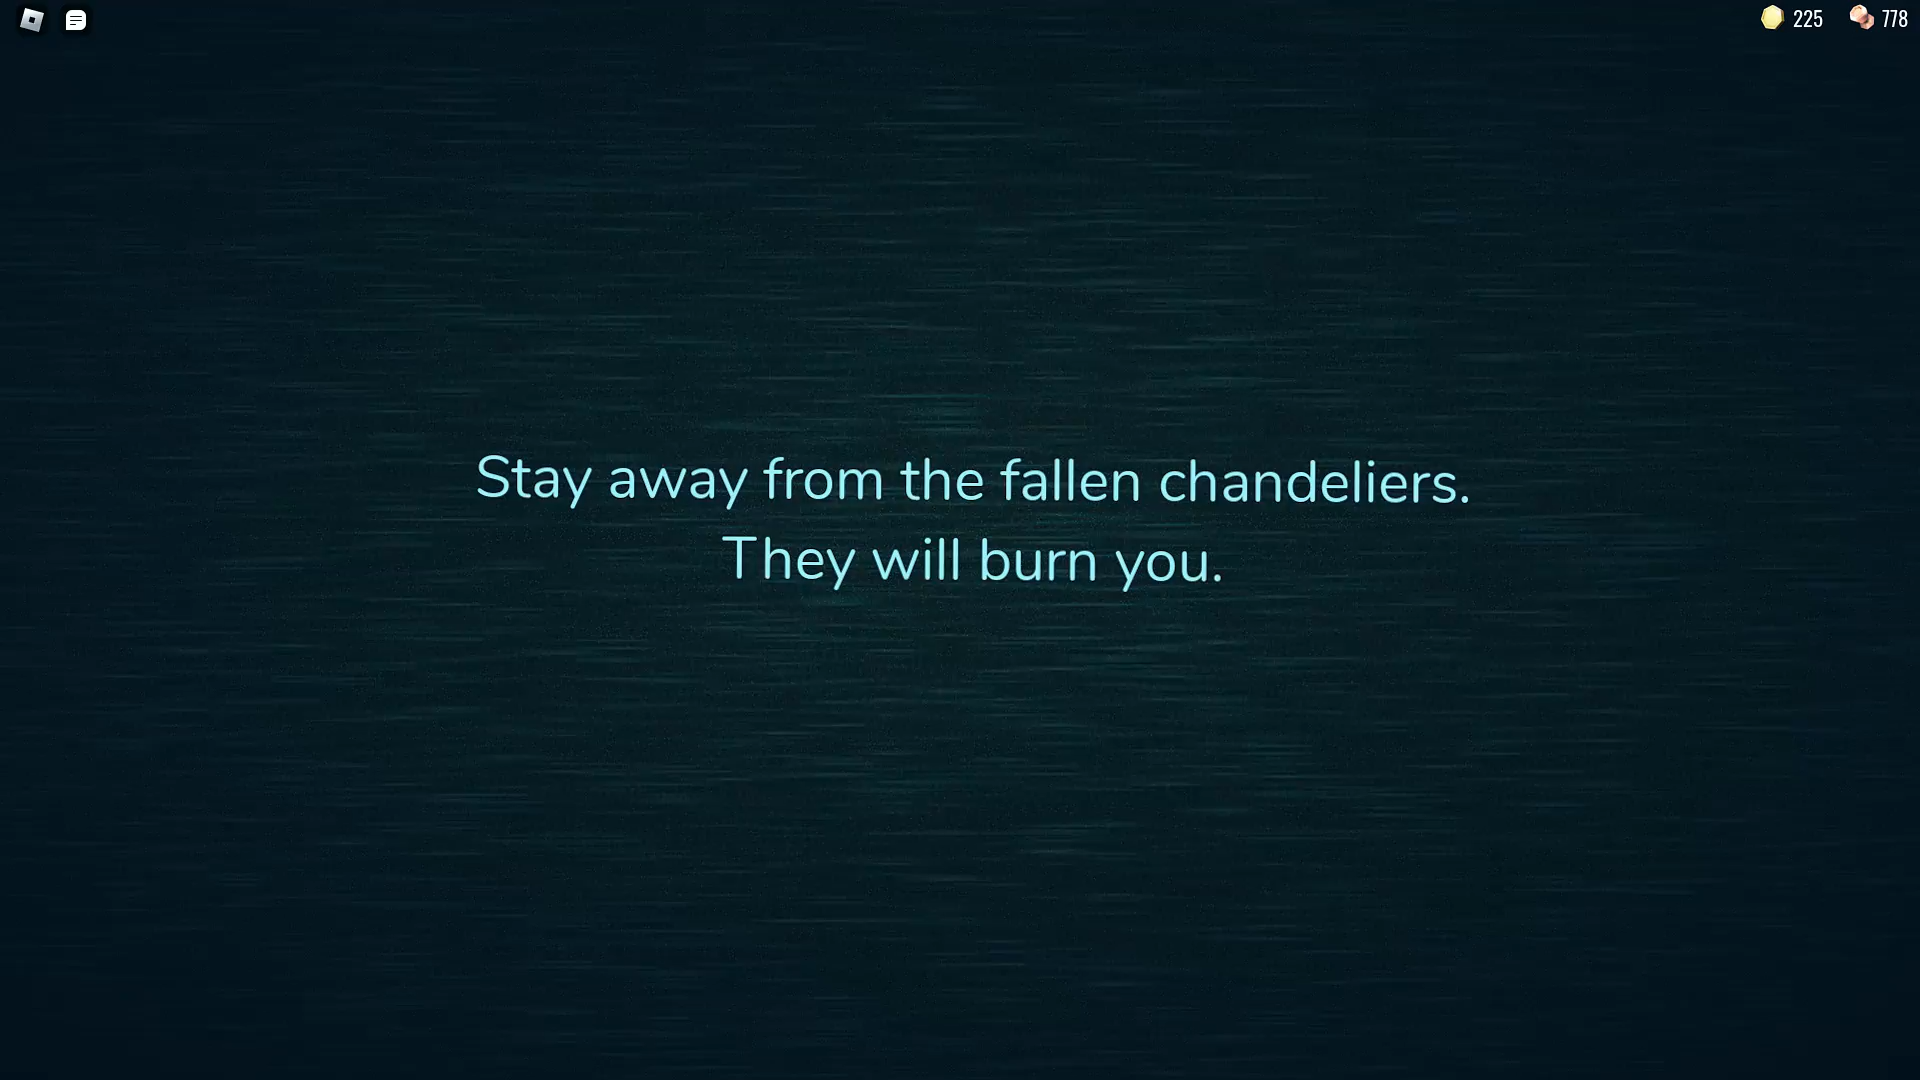 225 778
Stay away from the fallen chandeliers.
They will burn you.